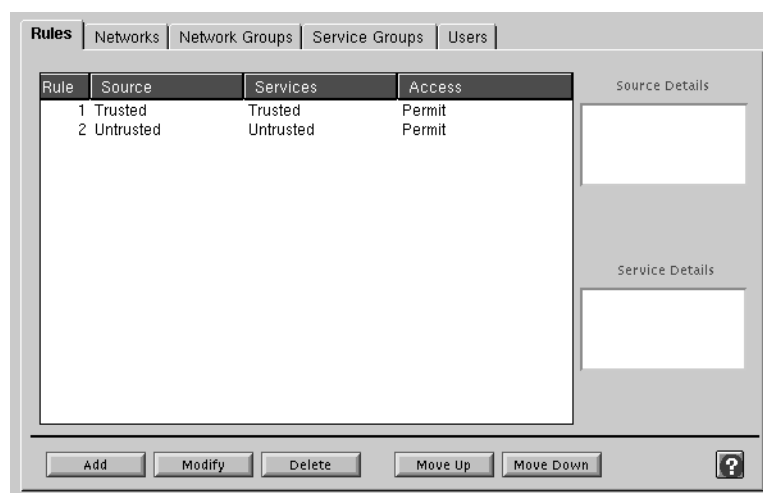 Rules Networks Network Groups Service Groups Users
Rule Source Services Access
1 Trusted Trusted Permit
2 Untrusted Untrusted Permit
Source Details
Service Details
Add Modify Delete Move Up Move Down ?